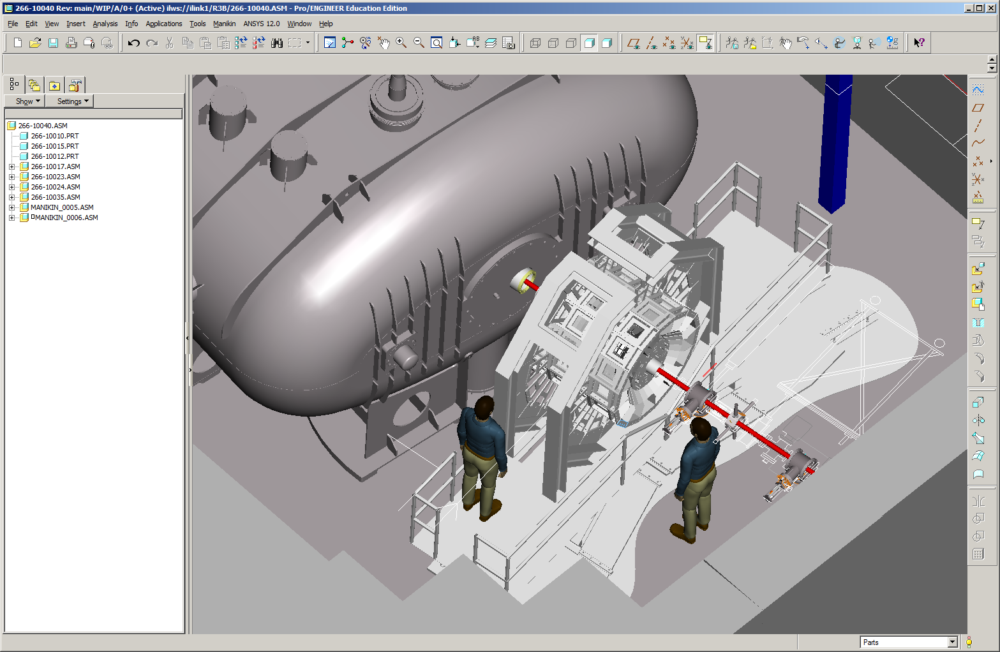 266-10040 Rev: main/WIP/A/0+ (Active) ilws://ilink1/R3B/266-10040.ASM - Pro/ENGINEER Education Edition
File Edit View Insert Analysis Info Applications Tools Manikin ANSYS 12.0 Window Help
Show Settings
266-10040.ASM
266-10010.PRT
266-10015.PRT
266-10012.PRT
266-10017.ASM
266-10023.ASM
266-10024.ASM
266-10035.ASM
MANIKIN_0005.ASM
MANIKIN_0006.ASM
Parts